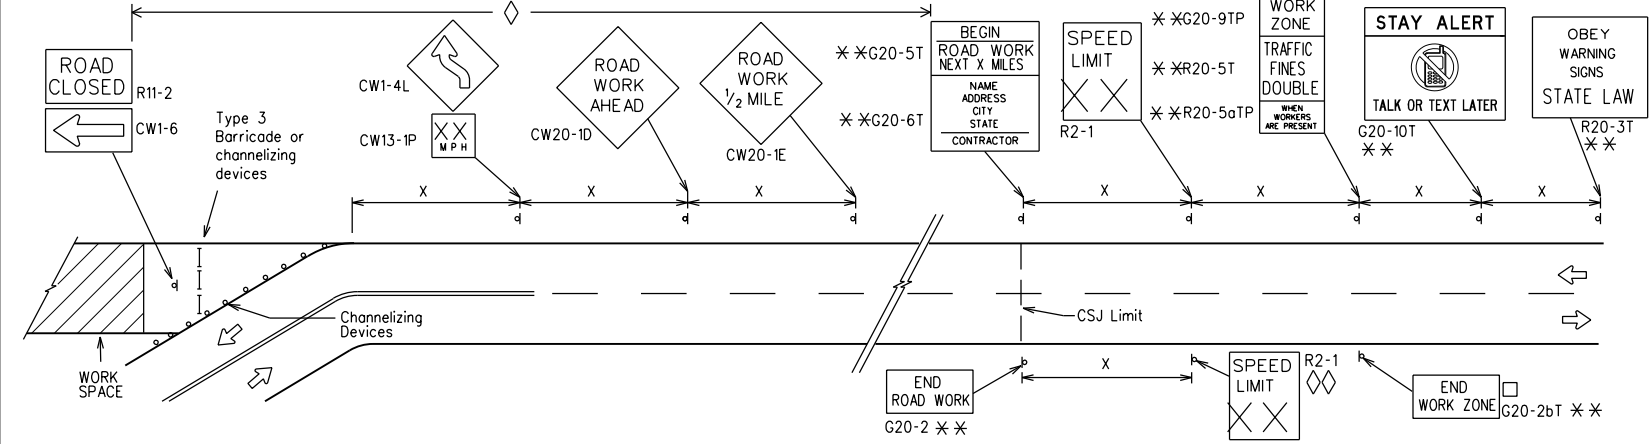 ROAD
CLOSED
R11-2
CW1-6
Type 3
Barricade or
channelizing
devices
CW1-4L
XX
MPH
CW13-1P
ROAD
WORK
AHEAD
CW20-1D
ROAD
WORK
1/2 MILE
CW20-1E
**G20-5T
**G20-6T
BEGIN
ROAD WORK
NEXT X MILES
NAME
ADDRESS
CITY
STATE
CONTRACTOR
SPEED
LIMIT
XX
R2-1
**G20-9TP
**R20-5T
**R20-5aTP
WORK
ZONE
TRAFFIC
FINES
DOUBLE
WHEN
WORKERS
ARE PRESENT
STAY ALERT
TALK OR TEXT LATER
G20-10T
**
OBEY
WARNING
SIGNS
STATE LAW
R20-3T
**
X
X
X
X
X
X
X
Channelizing
Devices
CSJ Limit
WORK
SPACE
END
ROAD WORK
G20-2 **
X
SPEED
LIMIT
XX
R2-1
END
WORK ZONE
G20-2bT **